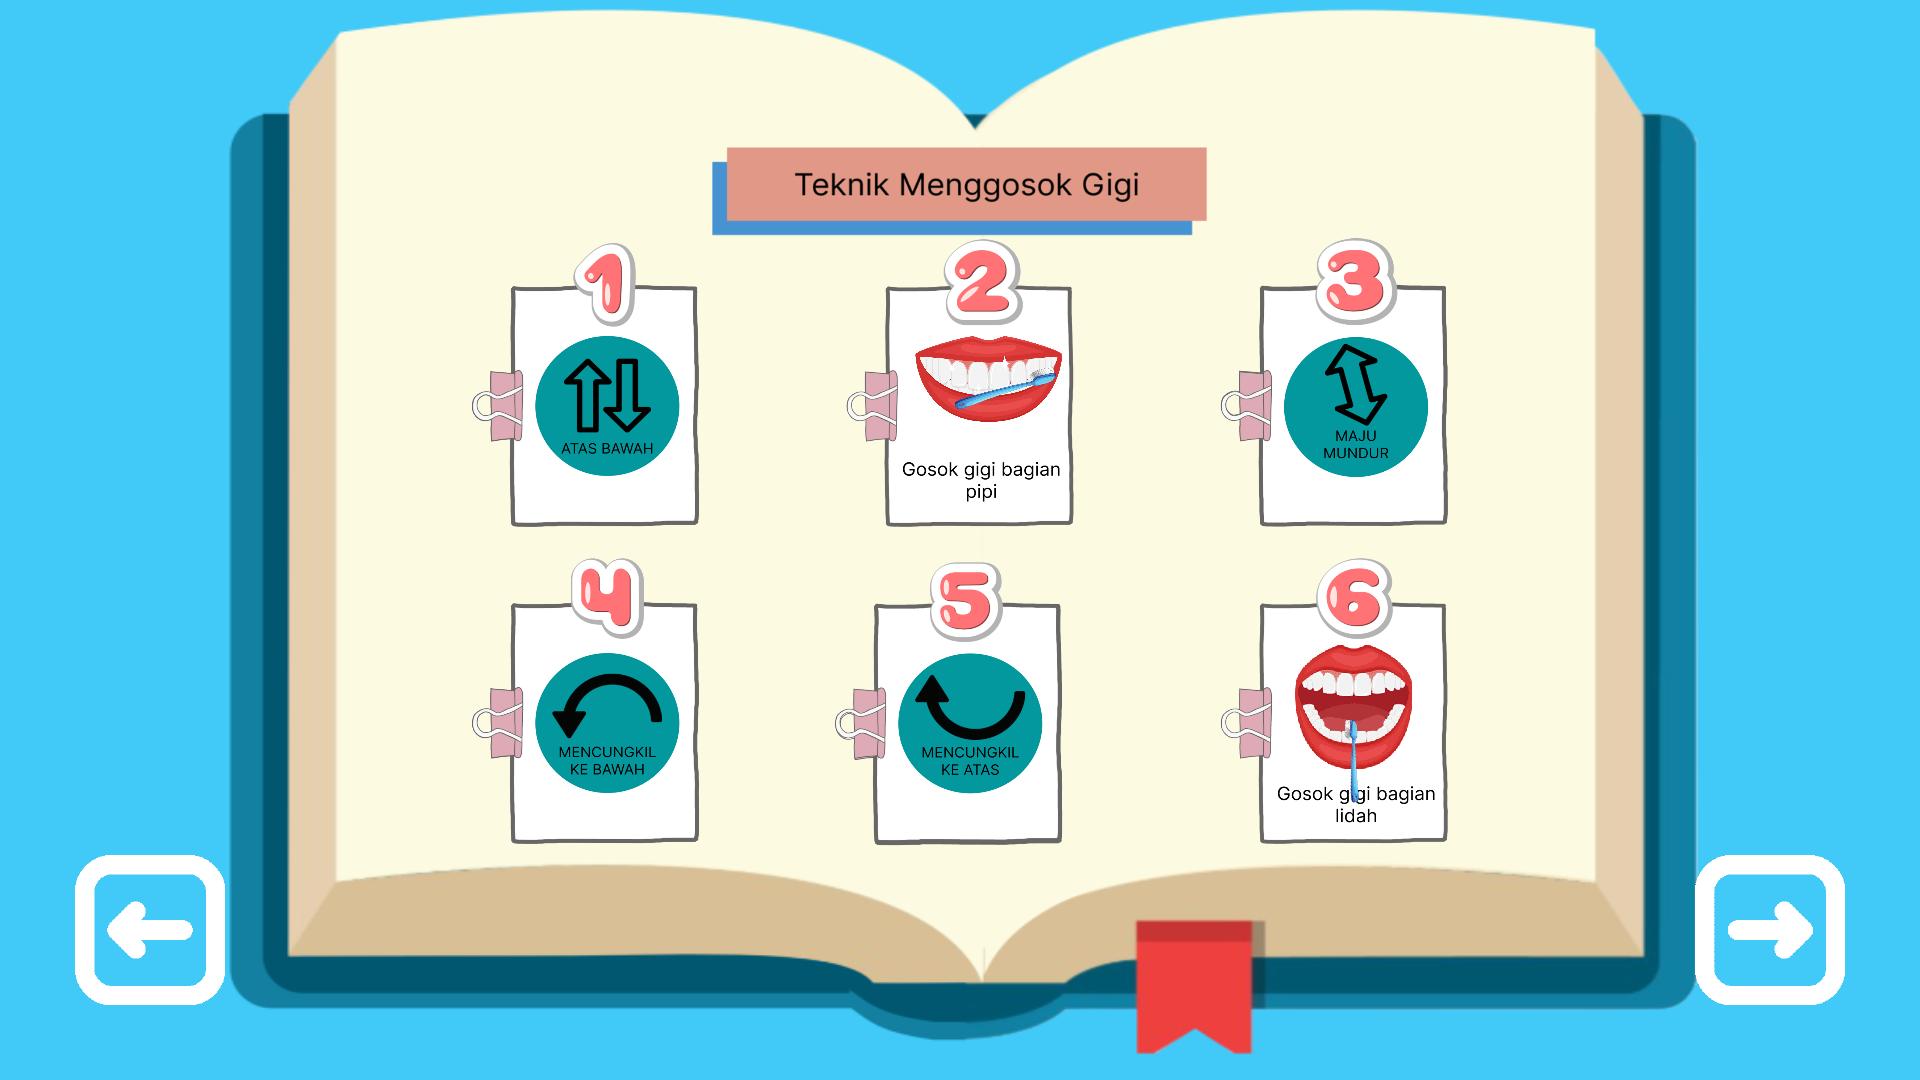 Teknik Menggosok Gigi
1
2
3
ATAS BAWAH
Gosok gigi bagian
pipi
MAJU
MUNDUR
4
5
6
MENCUNGKIL
KE BAWAH
MENCUNGKIL
KE ATAS
Gosok gigi bagian
lidah